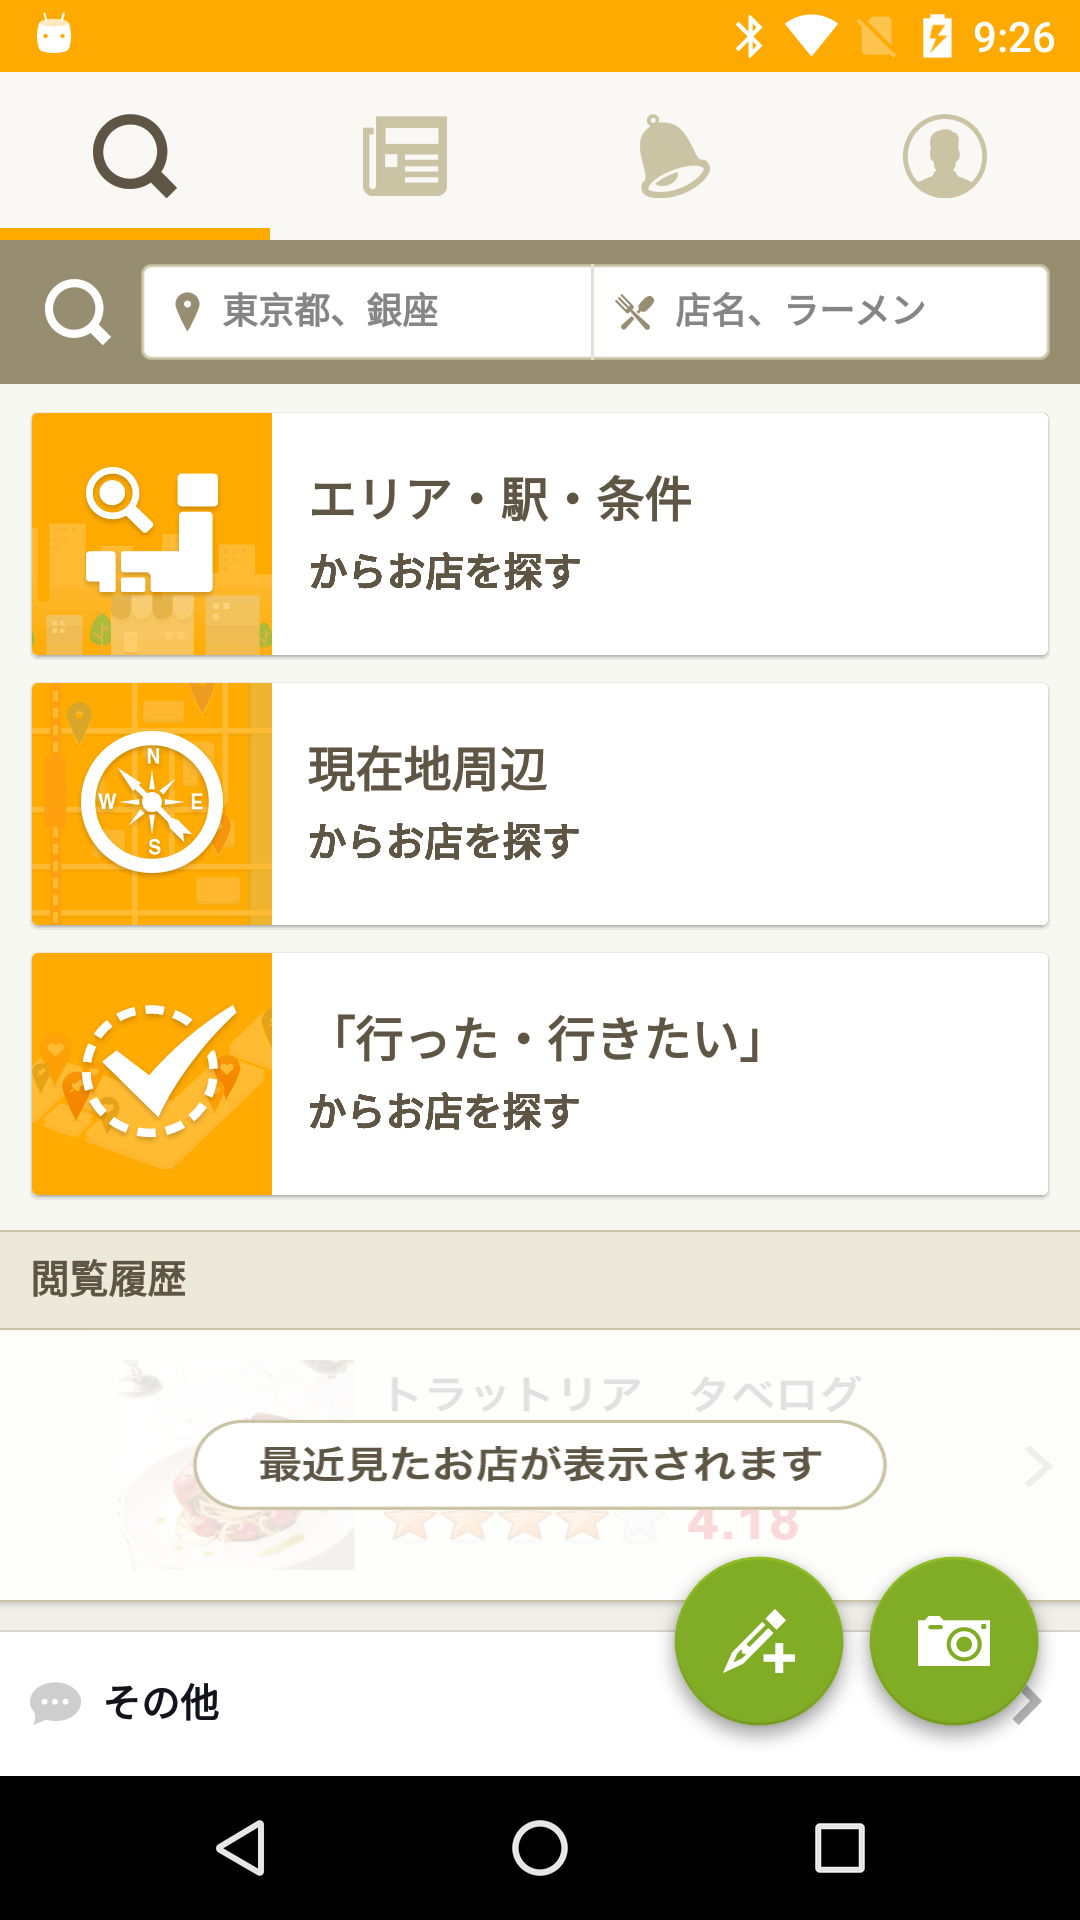 9:26
東京都、銀座
店名、ラーメン
エリア・駅・条件
からお店を探す
N
W E
S
現在地周辺
からお店を探す
「行った・行きたい」
からお店を探す
閲覧履歴
トラットリア タベログ
最近見たお店が表示されます
4.18
その他